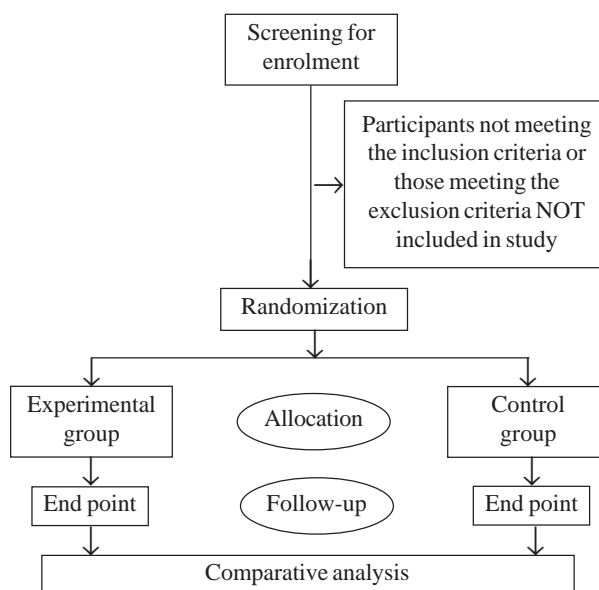 Screening for
enrolment
Participants not meeting
the inclusion criteria or
those meeting the
exclusion criteria NOT
included in study
Randomization
Experimental
group
Allocation
Control
group
End point
Follow-up
End point
Comparative analysis